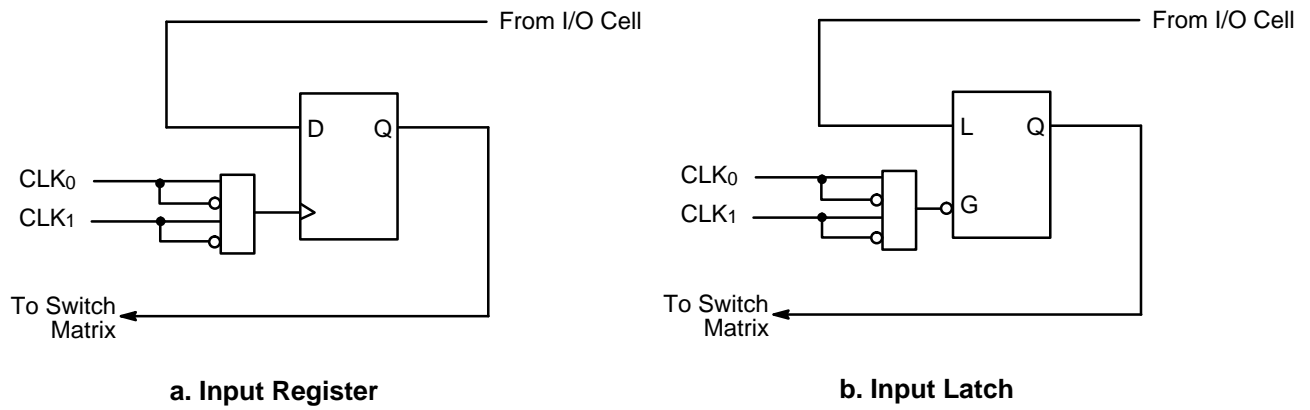 From I/O Cell
D Q
CLK0
CLK1
To Switch
Matrix
a. Input Register
From I/O Cell
L Q
CLK0
G
CLK1
To Switch
Matrix
b. Input Latch